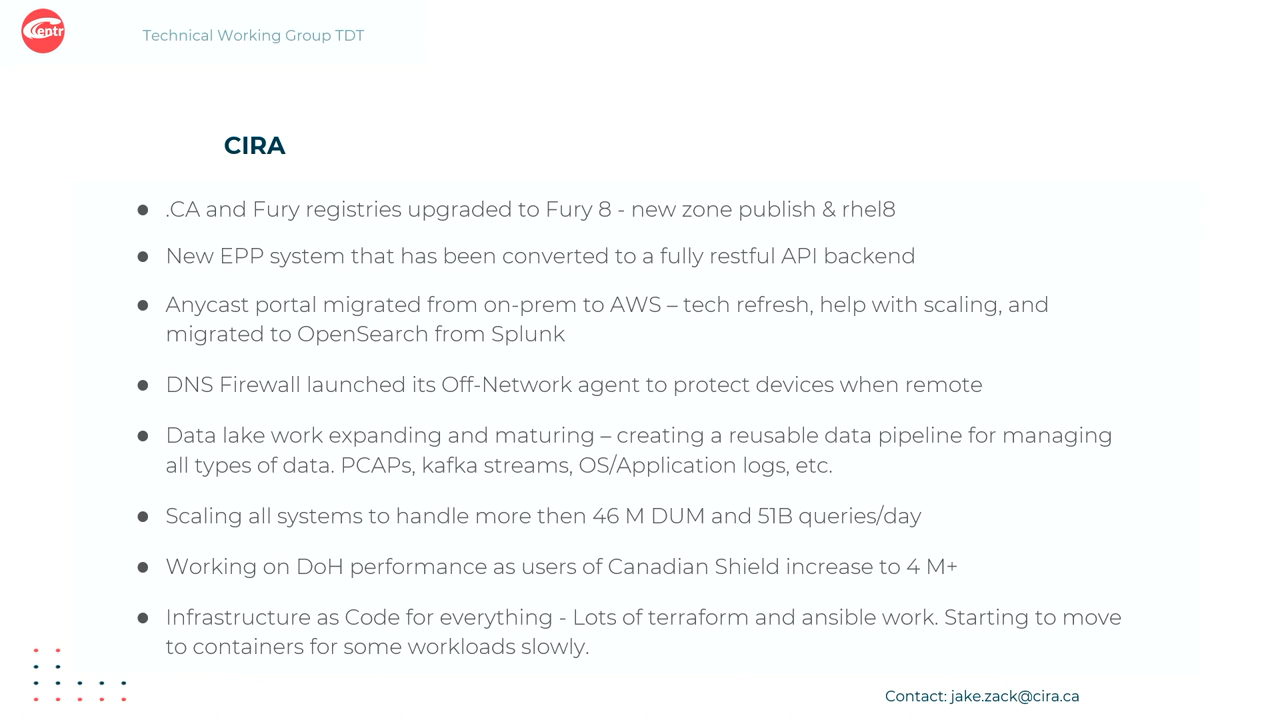 Centr
Technical Working Group TDT
CIRA
● .CA and Fury registries upgraded to Fury 8 - new zone publish & rhel8
● New EPP system that has been converted to a fully restful API backend
● Anycast portal migrated from on-prem to AWS – tech refresh, help with scaling, and
migrated to OpenSearch from Splunk
● DNS Firewall launched its Off-Network agent to protect devices when remote
● Data lake work expanding and maturing – creating a reusable data pipeline for managing
all types of data. PCAPs, kafka streams, OS/Application logs, etc.
● Scaling all systems to handle more then 46 M DUM and 51B queries/day
● Working on DoH performance as users of Canadian Shield increase to 4 M+
● Infrastructure as Code for everything - Lots of terraform and ansible work. Starting to move
to containers for some workloads slowly.
Contact: jake.zack@cira.ca